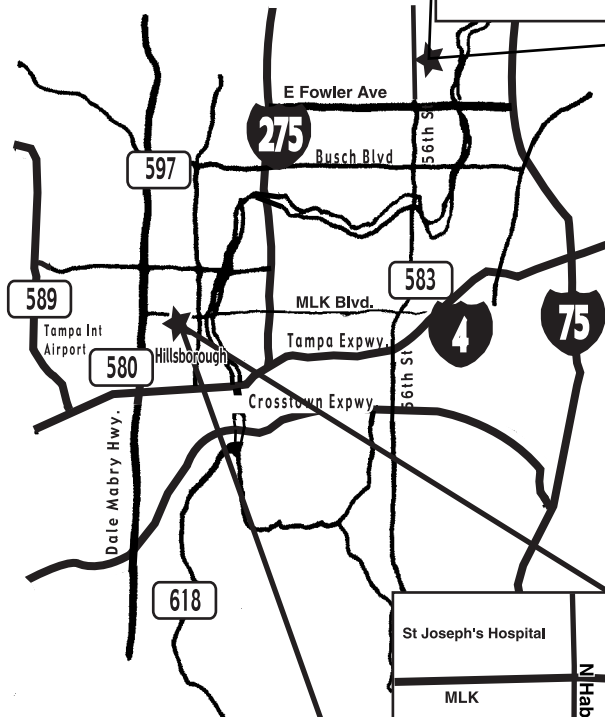 E Fowler Ave
275
56th St
Busch Blvd
597
583
589
MLK Blvd.
4
75
Tampa Int
Airport
Tampa Expwy.
580
Hillsborough
56th St
Crosstown Expwy
Dale Mabry Hwy.
618
St Joseph's Hospital
MLK
N Hab